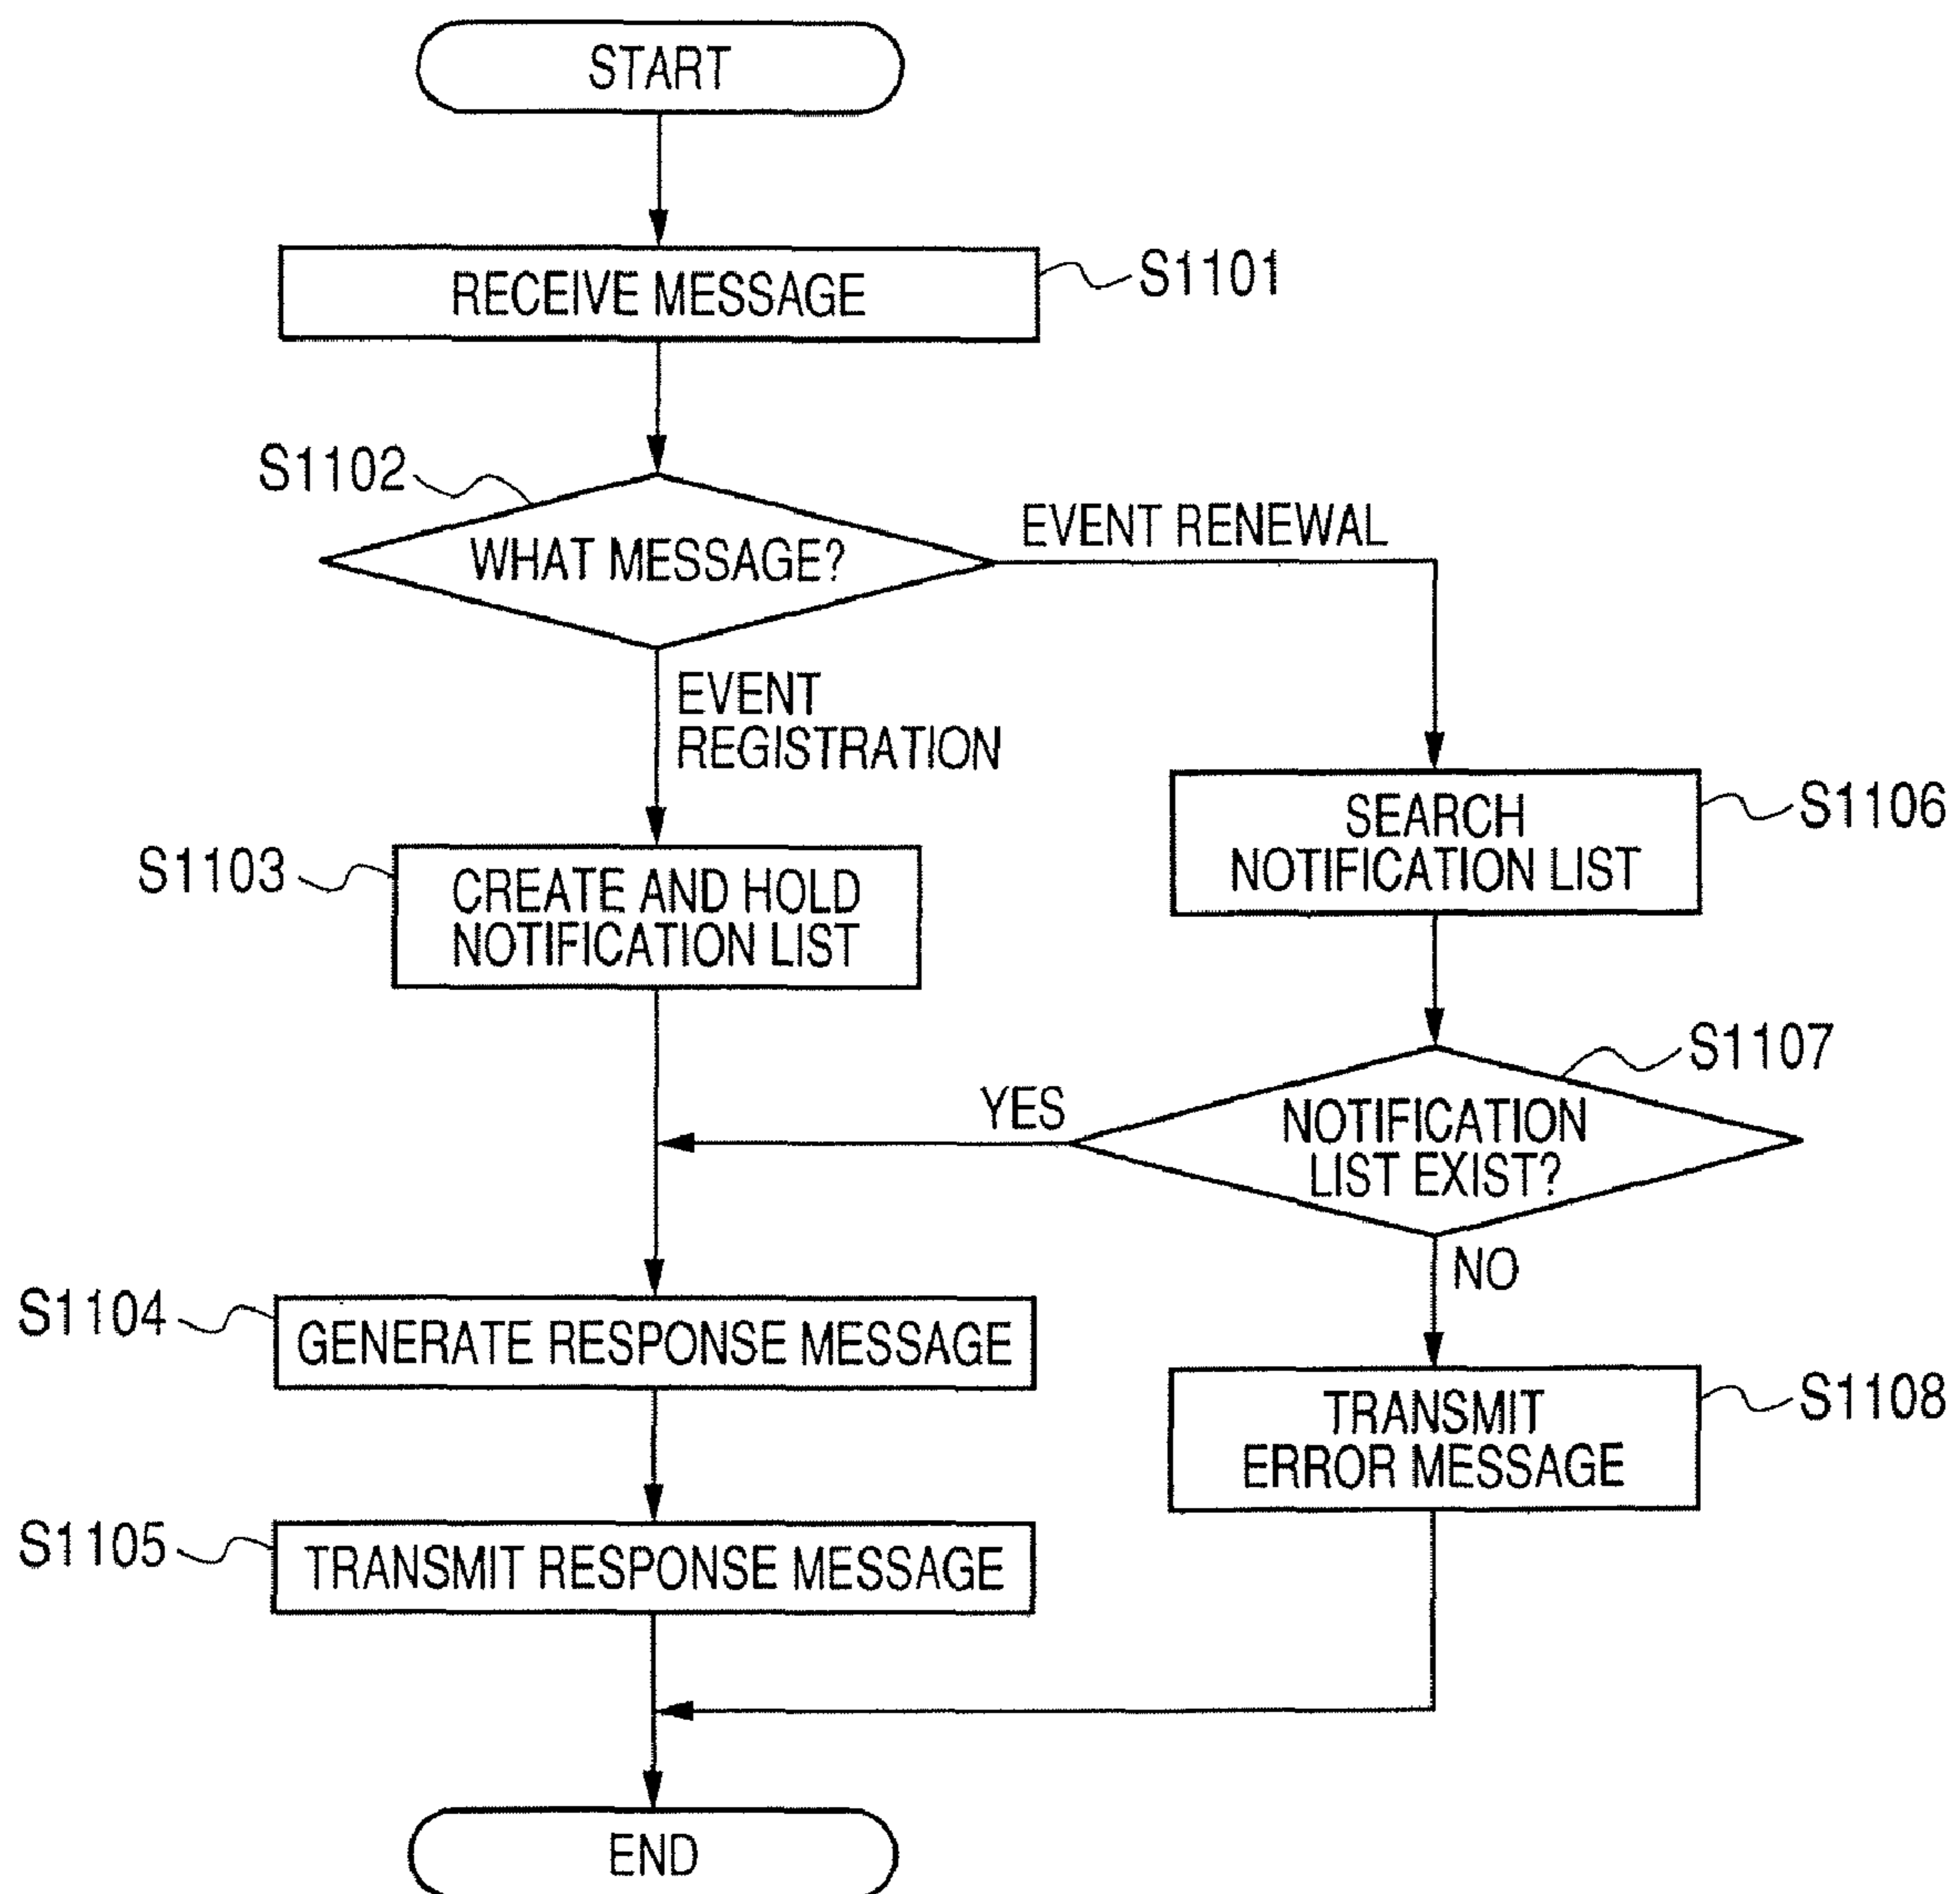 START
RECEIVE MESSAGE
S1101
S1102
WHAT MESSAGE?
EVENT RENEWAL
EVENT
REGISTRATION
S1103
CREATE AND HOLD
NOTIFICATION LIST
SEARCH
NOTIFICATION LIST
S1106
S1107
NOTIFICATION
LIST EXIST?
YES
NO
S1104
GENERATE RESPONSE MESSAGE
TRANSMIT
ERROR MESSAGE
S1108
S1105
TRANSMIT RESPONSE MESSAGE
END